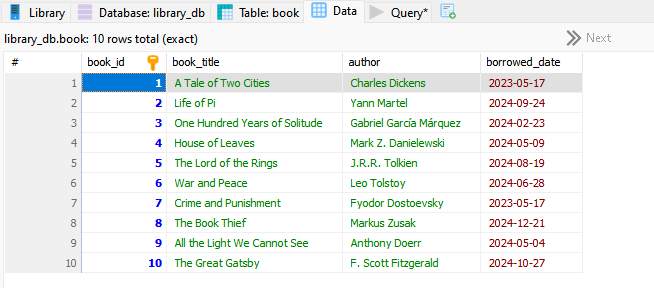 Library Database: library_db Table: book Data Query*
library_db.book: 10 rows total (exact) Next
# book_id book_title author borrowed_date
1 1 A Tale of Two Cities Charles Dickens 2023-05-17
2 2 Life of Pi Yann Martel 2024-09-24
3 3 One Hundred Years of Solitude Gabriel García Márquez 2024-02-23
4 4 House of Leaves Mark Z. Danielewski 2024-05-09
5 5 The Lord of the Rings J.R.R. Tolkien 2024-08-19
6 6 War and Peace Leo Tolstoy 2024-06-28
7 7 Crime and Punishment Fyodor Dostoevsky 2023-05-17
8 8 The Book Thief Markus Zusak 2024-12-21
9 9 All the Light We Cannot See Anthony Doerr 2024-05-04
10 10 The Great Gatsby F. Scott Fitzgerald 2024-10-27